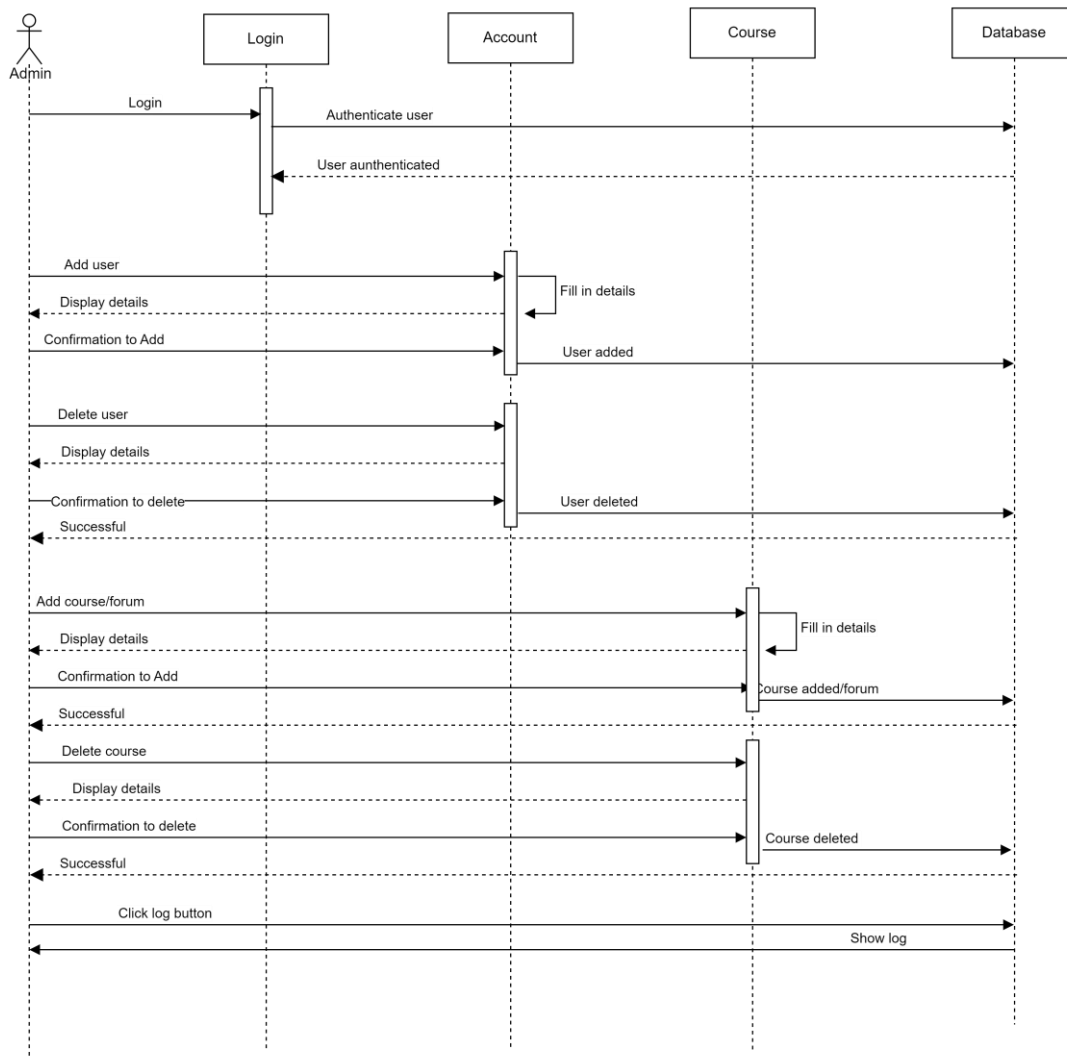 Login
Account
Course
Database
Admin
Login
Authenticate user
User aunthenticated
Add user
Fill in details
Display details
Confirmation to Add
User added
Delete user
Display details
Confirmation to delete
User deleted
Successful
Add course/forum
Fill in details
Display details
Confirmation to Add
Course added/forum
Successful
Delete course
Display details
Confirmation to delete
Course deleted
Successful
Click log button
Show log